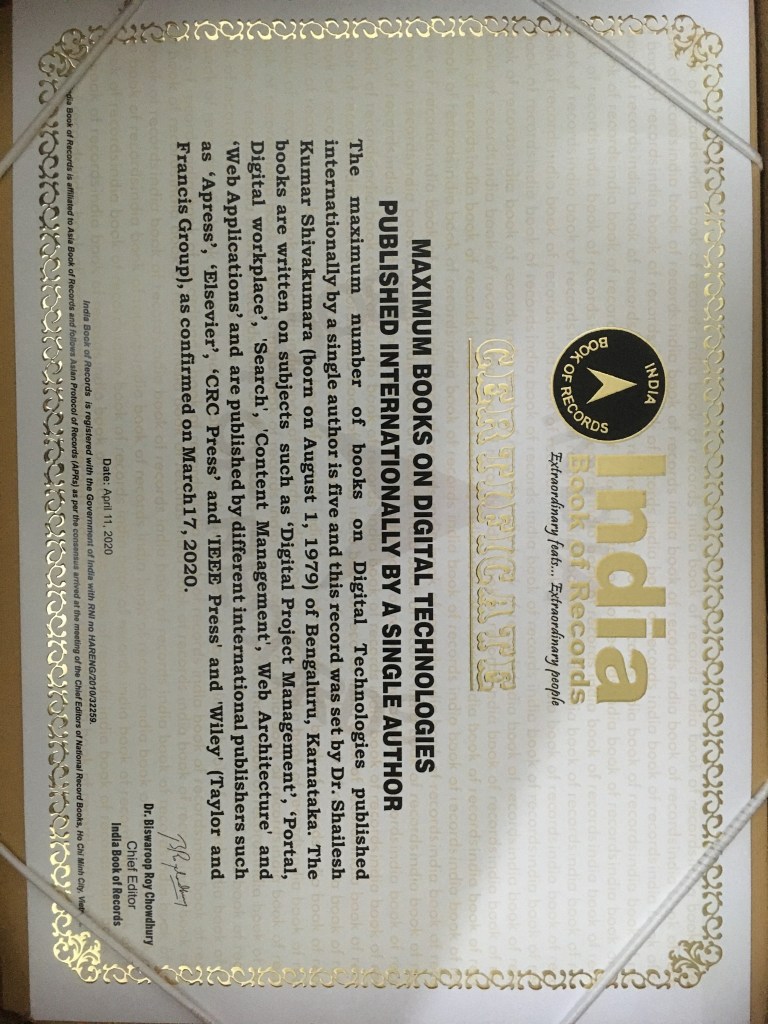 INDIA
BOOK OF RECORDS
India
Book of Records
Extraordinary feats... Extraordinary people
CERTIFICATE
MAXIMUM BOOKS ON DIGITAL TECHNOLOGIES
PUBLISHED INTERNATIONALLY BY A SINGLE AUTHOR
The maximum number of books on Digital Technologies published
internationally by a single author is five and this record was set by Dr. Shailesh
Kumar Shivakumara (born on August 1, 1979) of Bengaluru, Karnataka. The
books are written on subjects such as 'Digital Project Management', 'Portal,
Digital workplace', 'Search', 'Content Management', Web Architecture' and
'Web Applications' and are published by different international publishers such
as 'Apress', 'Elsevier', 'CRC Press' and 'IEEE Press' and 'Wiley' (Taylor and
Francis Group), as confirmed on March17, 2020.
Dr. Biswaroop Roy Chowdhury
Chief Editor
India Book of Records
Date: April 11, 2020
India Book of Records is registered with the Government of India with RNI no HARENG/2010/32259.
India Book of Records is affiliated to Asia Book of Records and follows Asian Protocol of Records (APRs) as per the consensus arrived at the meeting of the Chief Editors of National Record Books, Ho Chi Minh City,